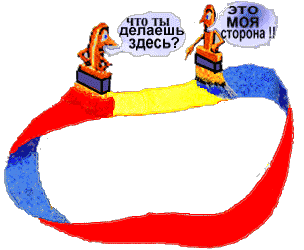 ЧТО ТЫ
ДЕЛАЕШЬ
ЗДЕСЬ?
ЭТО
МОЯ
СТОРОНА !!